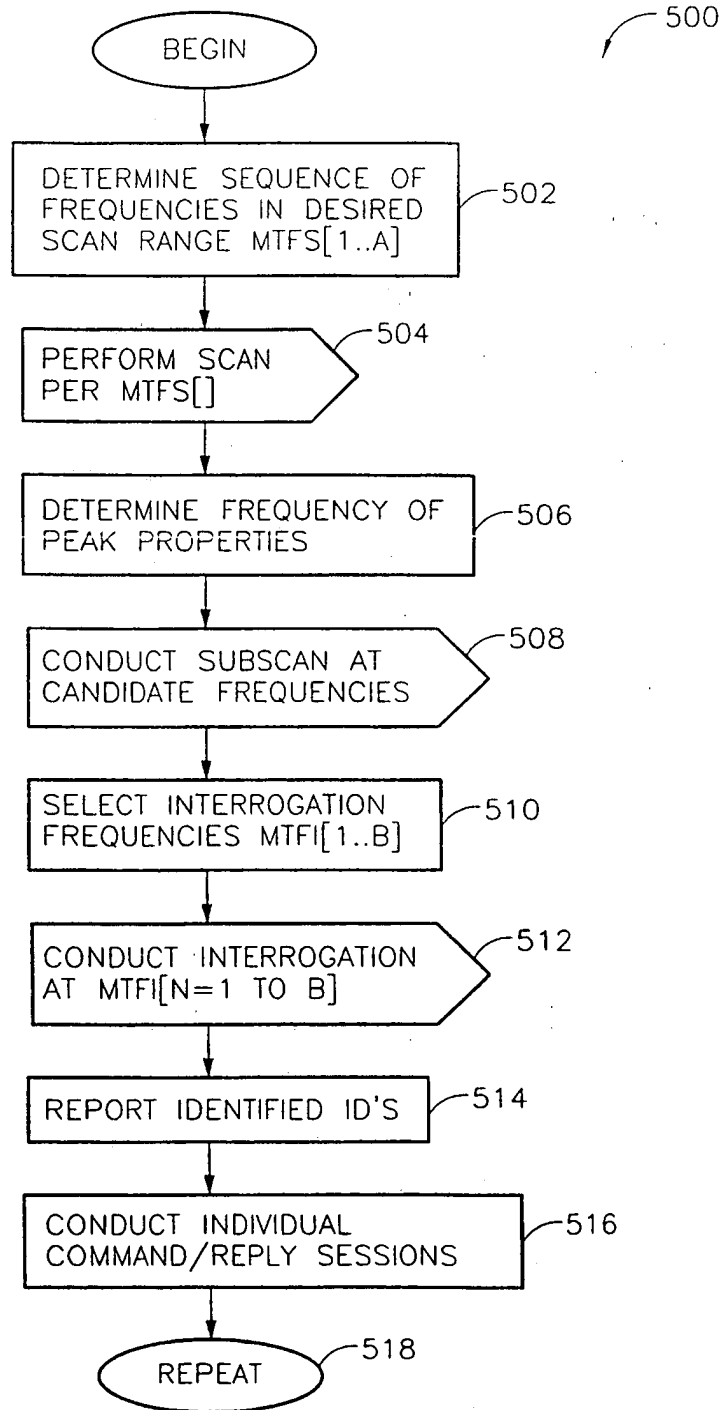 500
BEGIN
DETERMINE SEQUENCE OF
FREQUENCIES IN DESIRED
SCAN RANGE MTFS[1..A]
502
PERFORM SCAN
PER MTFS[]
504
DETERMINE FREQUENCY OF
PEAK PROPERTIES
506
CONDUCT SUBSCAN AT
CANDIDATE FREQUENCIES
508
SELECT INTERROGATION
FREQUENCIES MTFI[1..B]
510
CONDUCT INTERROGATION
AT MTFI[N=1 TO B]
512
REPORT IDENTIFIED ID'S
514
CONDUCT INDIVIDUAL
COMMAND/REPLY SESSIONS
516
REPEAT
518